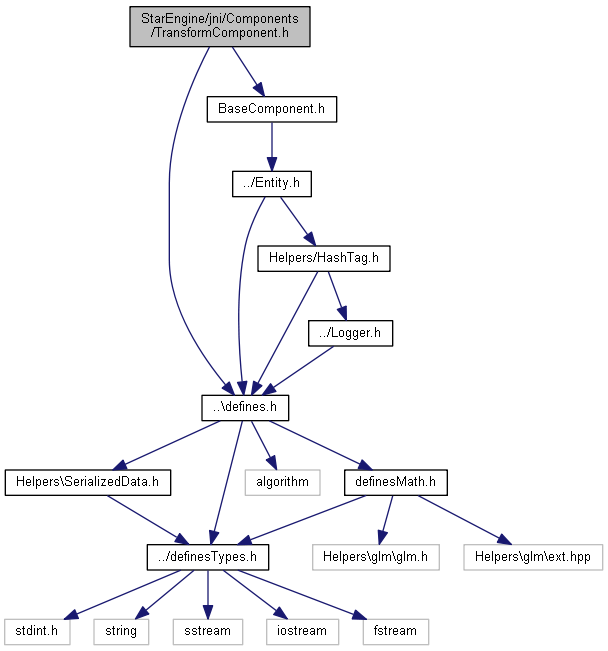 StarEngine/jni/Components
/TransformComponent.h
BaseComponent.h
../Entity.h
Helpers/HashTag.h
../Logger.h
..\defines.h
Helpers\SerializedData.h
algorithm
definesMath.h
../definesTypes.h
Helpers\glm\glm.h
Helpers\glm\ext.hpp
stdint.h
string
sstream
iostream
fstream